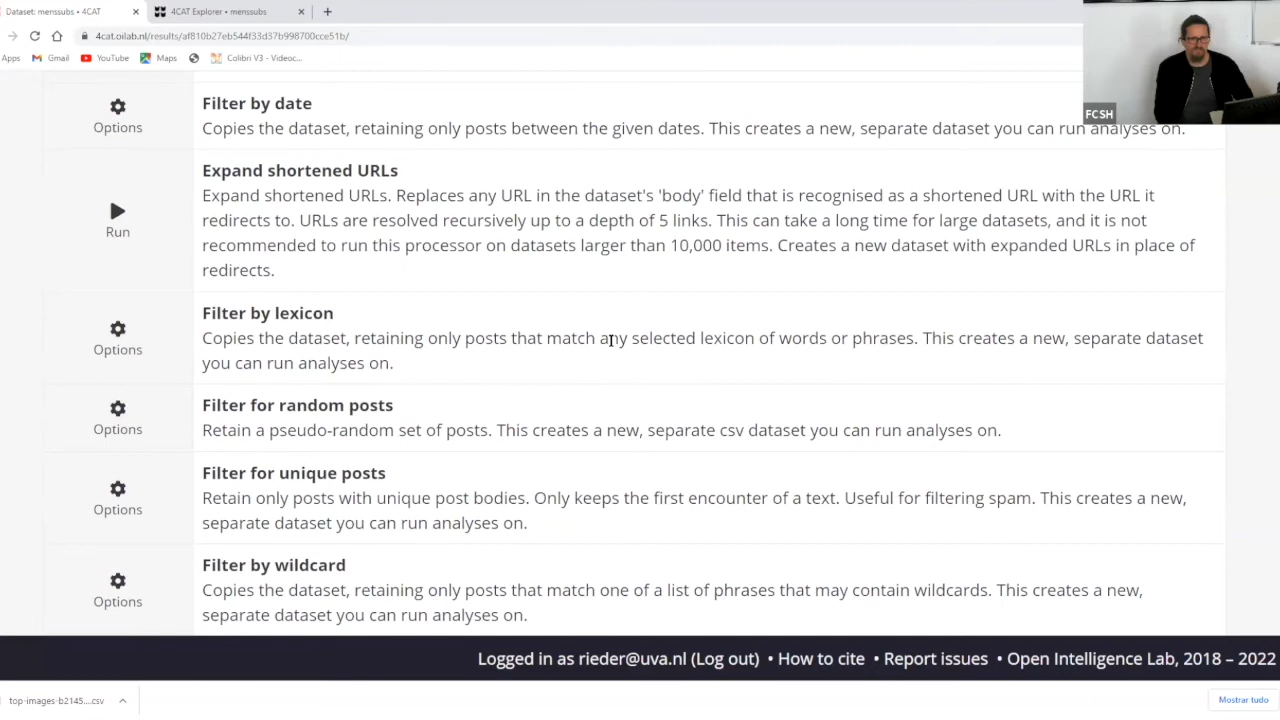 Dataset: menssubs • 4CAT
4CAT Explorer • menssubs
4cat.oilab.nl/results/af810b27eb544f33d37b998700cce51b/
Apps Gmail YouTube Maps Colibri V3 - Videoc...
FCSH
Options
Filter by date
Copies the dataset, retaining only posts between the given dates. This creates a new, separate dataset you can run analyses on.
Run
Expand shortened URLs
Expand shortened URLs. Replaces any URL in the dataset's 'body' field that is recognised as a shortened URL with the URL it
redirects to. URLs are resolved recursively up to a depth of 5 links. This can take a long time for large datasets, and it is not
recommended to run this processor on datasets larger than 10,000 items. Creates a new dataset with expanded URLs in place of
redirects.
Options
Filter by lexicon
Copies the dataset, retaining only posts that match any selected lexicon of words or phrases. This creates a new, separate dataset
you can run analyses on.
Options
Filter for random posts
Retain a pseudo-random set of posts. This creates a new, separate csv dataset you can run analyses on.
Options
Filter for unique posts
Retain only posts with unique post bodies. Only keeps the first encounter of a text. Useful for filtering spam. This creates a new,
separate dataset you can run analyses on.
Options
Filter by wildcard
Copies the dataset, retaining only posts that match one of a list of phrases that may contain wildcards. This creates a new,
separate dataset you can run analyses on.
Logged in as rieder@uva.nl (Log out) • How to cite • Report issues • Open Intelligence Lab, 2018 – 2022
top-images-b2145....csv
Mostrar tudo